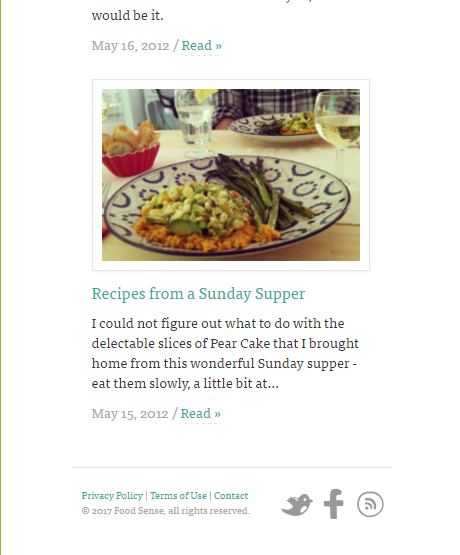 would be it.
May 16, 2012 / Read »
Recipes from a Sunday Supper
I could not figure out what to do with the
delectable slices of Pear Cake that I brought
home from this wonderful Sunday supper -
eat them slowly, a little bit at...
May 15, 2012 / Read »
Privacy Policy | Terms of Use | Contact
© 2017 Food Sense, all rights reserved.